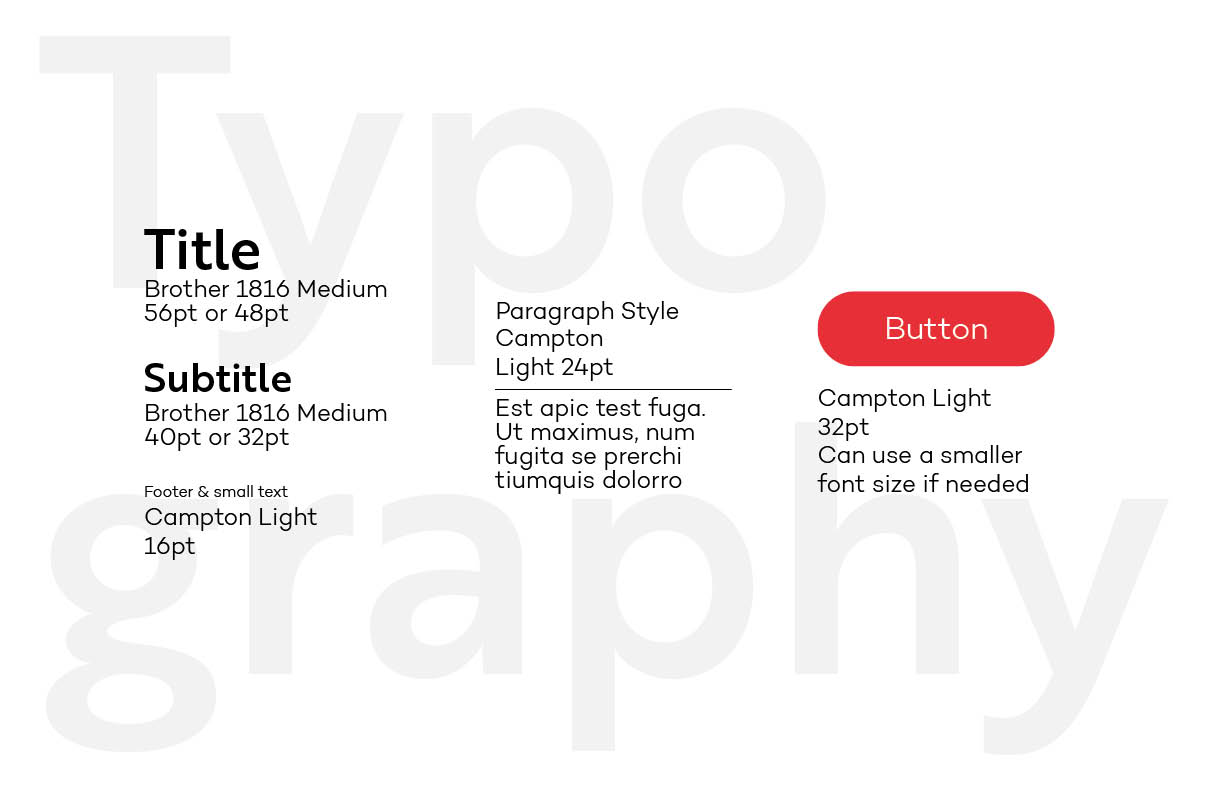 Typo
graphy
Title
Brother 1816 Medium
56pt or 48pt
Subtitle
Brother 1816 Medium
40pt or 32pt
Footer & small text
Campton Light
16pt
Paragraph Style
Campton
Light 24pt
Est apic test fuga.
Ut maximus, num
fugita se prerchi
tiumquis dolorro
Button
Campton Light
32pt
Can use a smaller
font size if needed